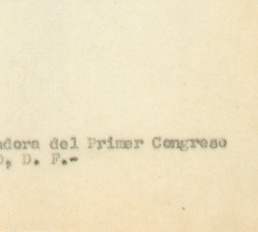 adora del Primer Congreso
O, D. F.-